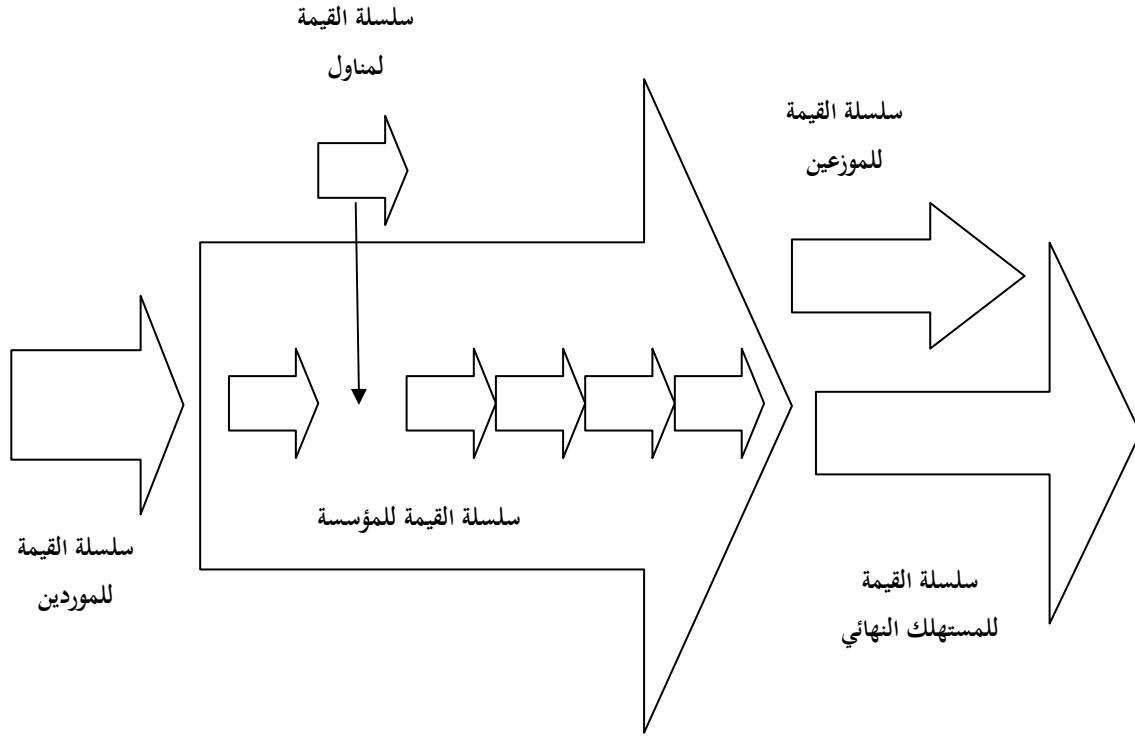 سلسلة القيمة
لمناول
سلسلة القيمة
للموزعين
سلسلة القيمة للمؤسسة
سلسلة القيمة
للموردين
سلسلة القيمة
للمستهلك النهائي